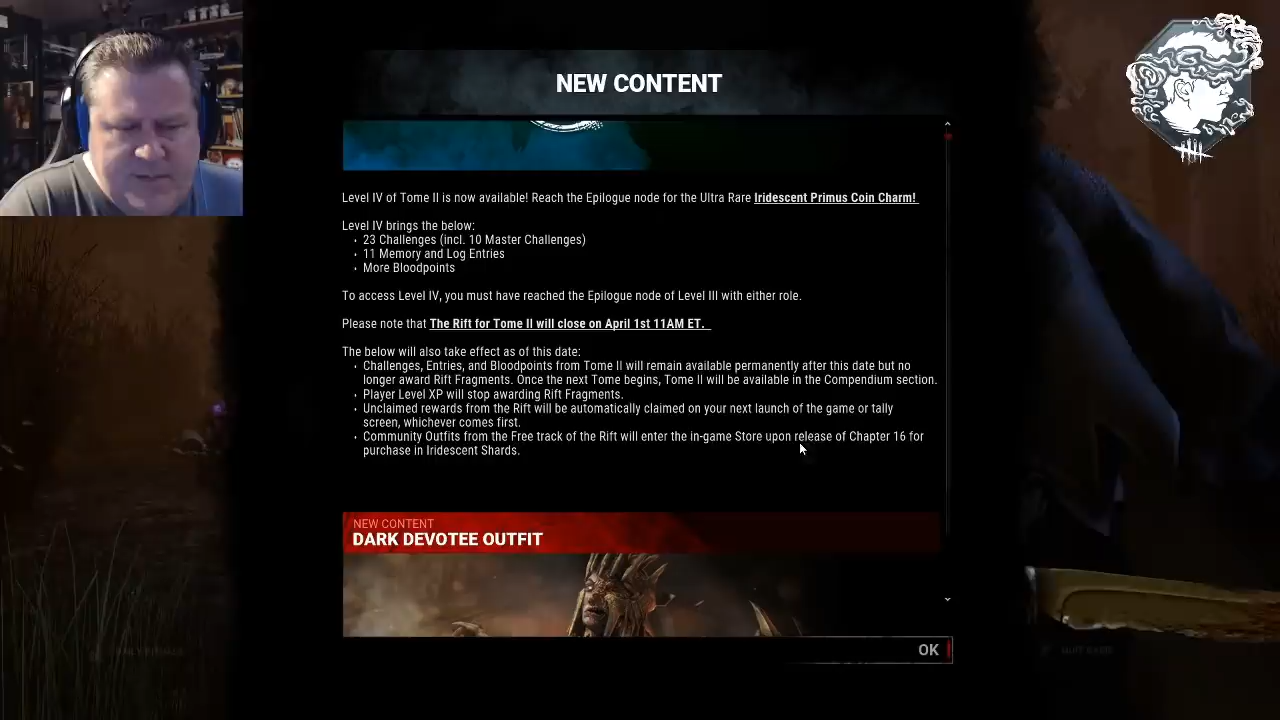 NEW CONTENT
Level IV of Tome II is now available! Reach the Epilogue node for the Ultra Rare Iridescent Primus Coin Charm!
Level IV brings the below:
• 23 Challenges (incl. 10 Master Challenges)
• 11 Memory and Log Entries
• More Bloodpoints
To access Level IV, you must have reached the Epilogue node of Level III with either role.
Please note that The Rift for Tome II will close on April 1st 11AM ET.
The below will also take effect as of this date:
• Challenges, Entries, and Bloodpoints from Tome II will remain available permanently after this date but no
longer award Rift Fragments. Once the next Tome begins, Tome II will be available in the Compendium section.
• Player Level XP will stop awarding Rift Fragments.
• Unclaimed rewards from the Rift will be automatically claimed on your next launch of the game or tally
screen, whichever comes first.
• Community Outfits from the Free track of the Rift will enter the in-game Store upon release of Chapter 16 for
purchase in Iridescent Shards.
NEW CONTENT
DARK DEVOTEE OUTFIT
OK